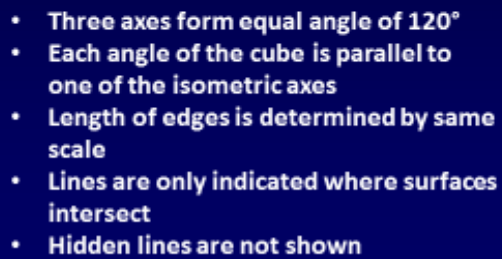 • Three axes form equal angle of 120°
• Each angle of the cube is parallel to
one of the isometric axes
• Length of edges is determined by same
scale
• Lines are only indicated where surfaces
intersect
• Hidden lines are not shown